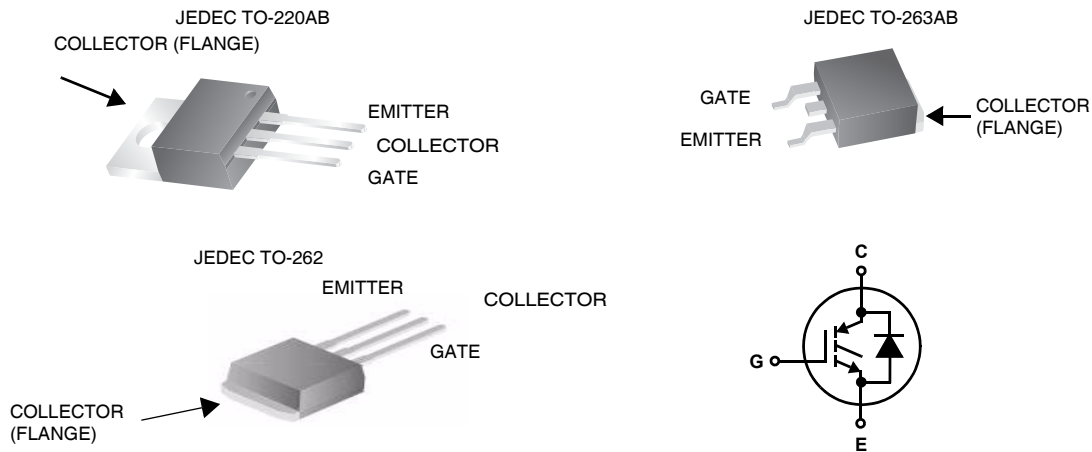 JEDEC TO-220AB
COLLECTOR (FLANGE)
EMITTER
COLLECTOR
GATE
JEDEC TO-263AB
GATE
EMITTER
COLLECTOR
(FLANGE)
JEDEC TO-262
EMITTER
COLLECTOR
GATE
COLLECTOR
(FLANGE)
C
G
E